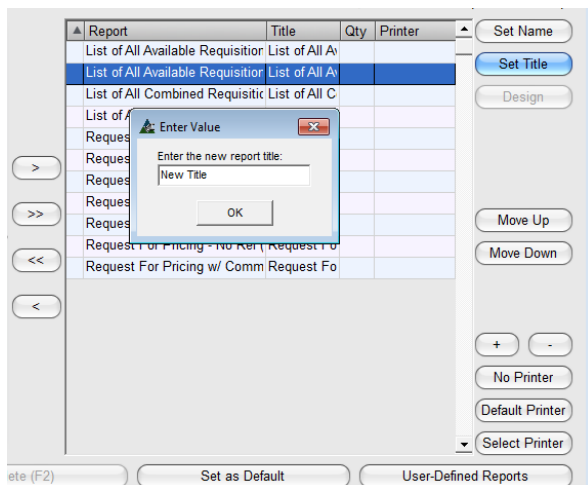 Report Title Qty Printer
Set Name
List of All Available Requisition List of All Av
Set Title
List of All Available Requisition List of All Av
List of All Combined Requisitic List of All C
Design
List of A
Enter Value
Reques
Enter the new report title:
Reques
>
New Title
Reques
Reques
OK
>>
Reques
Move Up
Request For Pricing - No Rel ( Request Fo
Move Down
<<
Request For Pricing w/ Comm Request Fo
<
+ -
No Printer
Default Printer
Select Printer
ete (F2) Set as Default User-Defined Reports